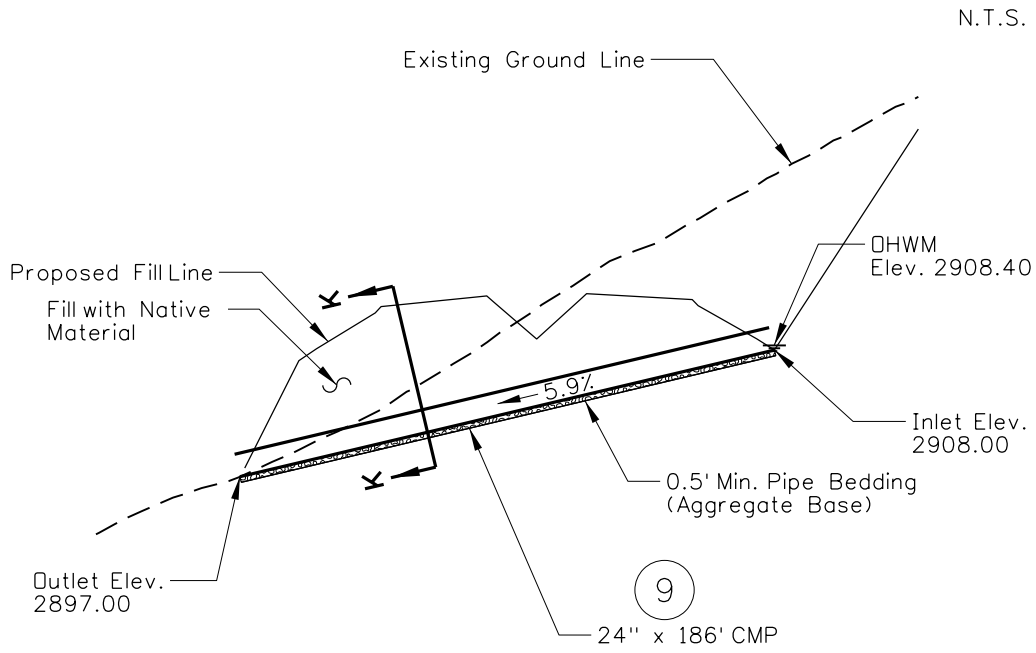 N.T.S.
Existing Ground Line
OHWM
Elev. 2908.40
Proposed Fill Line
Fill with Native
Material
K
5.9%
Inlet Elev.
2908.00
K
0.5' Min. Pipe Bedding
(Aggregate Base)
Outlet Elev.
2897.00
9
24" x 186' CMP